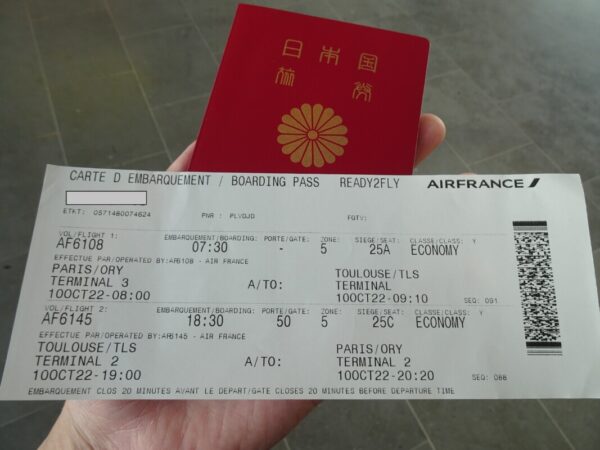 日本国
旅券
CARTE D EMBARQUEMENT / BOARDING PASS READY2FLY AIRFRANCE
ETKT: 0571480074624 PNR : PLVDJD FQTV:
VOL/FLIGHT 1: EMBARQUEMENT/BOARDING: PORTE/GATE: ZONE: SIEGE/SEAT: CLASSE/CLASS: Y
AF6108 07:30 - 5 25A ECONOMY
EFFECTUE PAR/OPERATED BY:AF6108 - AIR FRANCE
PARIS/ORY TOULOUSE/TLS
TERMINAL 3 A/TO: TERMINAL
10OCT22-08:00 10OCT22-09:10 SEQ: 091
VOL/FLIGHT 2: EMBARQUEMENT/BOARDING: PORTE/GATE: ZONE: SIEGE/SEAT: CLASSE/CLASS: Y
AF6145 18:30 50 5 25C ECONOMY
EFFECTUE PAR/OPERATED BY:AF6145 - AIR FRANCE
TOULOUSE/TLS PARIS/ORY
TERMINAL 2 A/TO: TERMINAL 2
10OCT22-19:00 10OCT22-20:20 SEQ: 088
EMBARQUEMENT CLOS 20 MINUTES AVANT LE DEPART/GATE CLOSES 20 MINUTES BEFORE DEPARTURE TIME